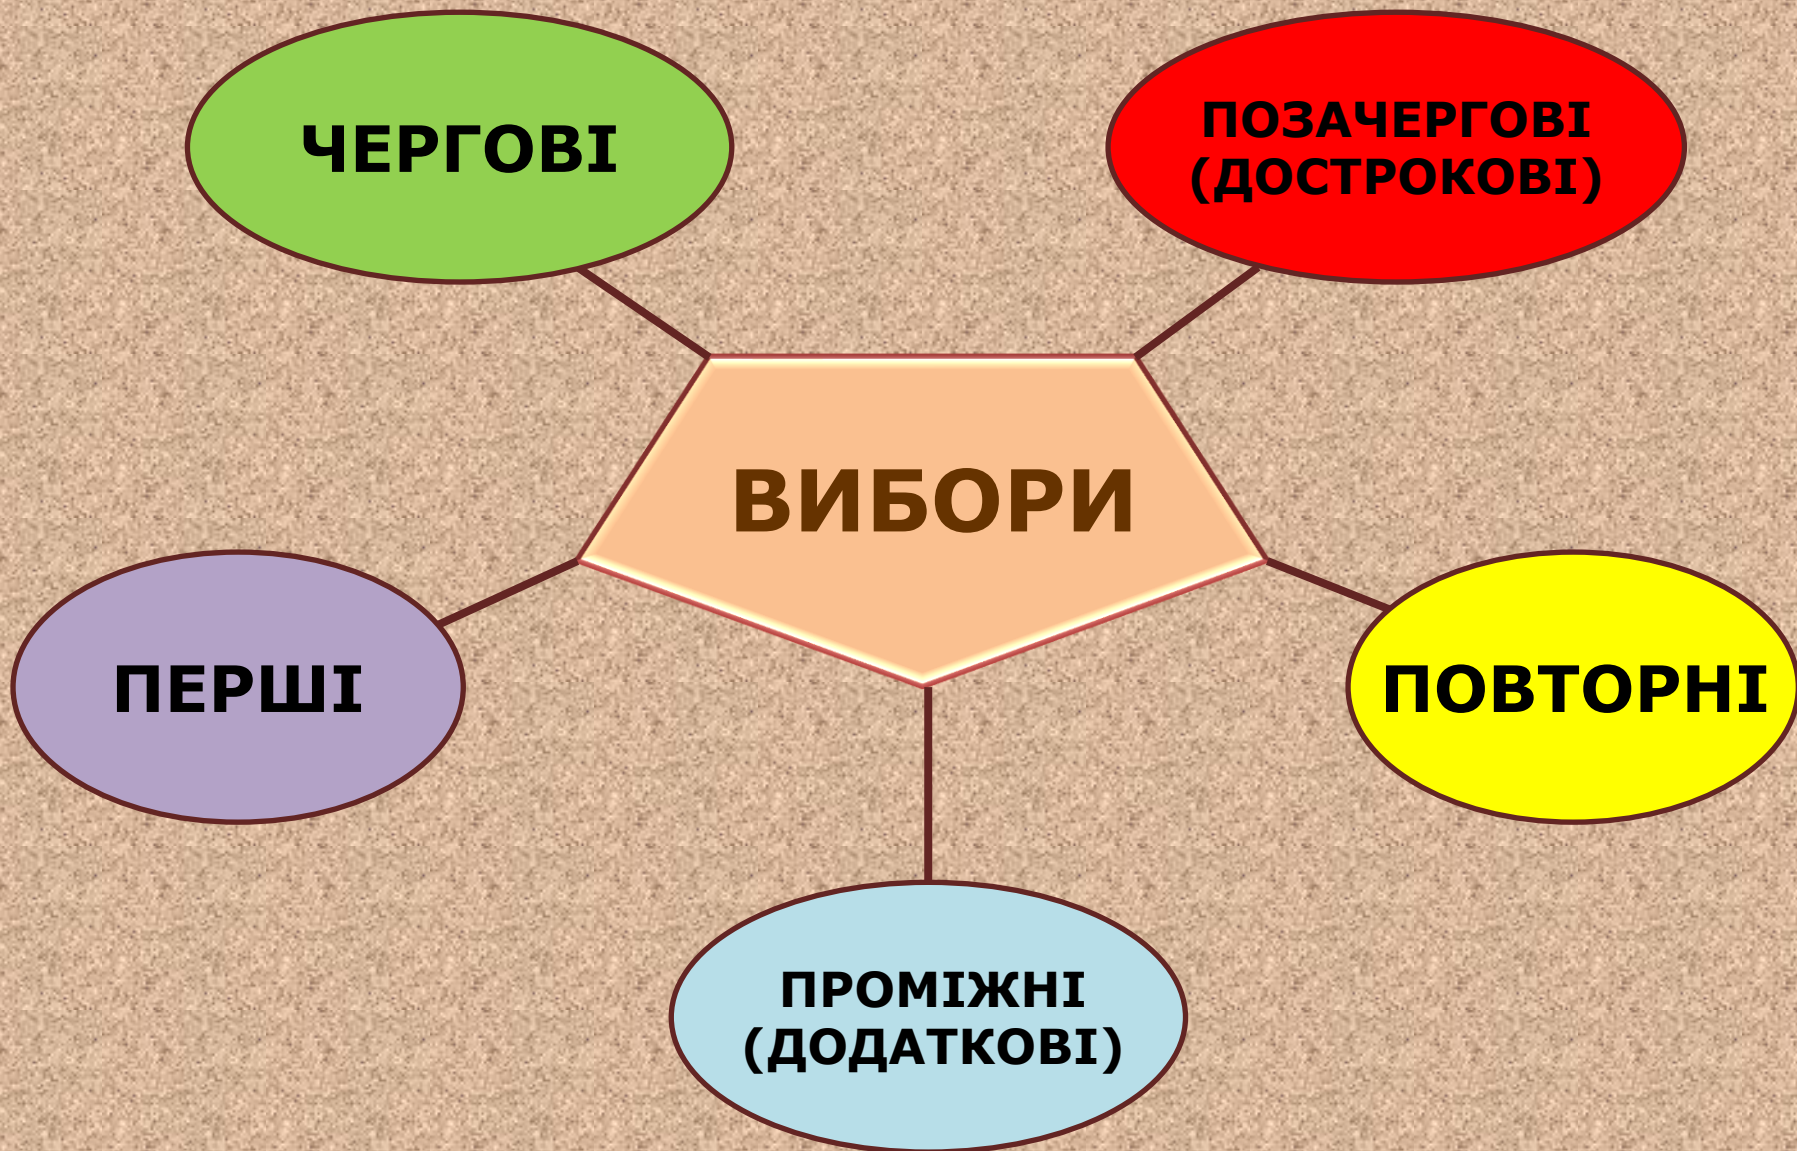 ЧЕРГОВІ
ПОЗАЧЕРГОВІ
(ДОСТРОКОВІ)
ВИБОРИ
ПЕРШІ
ПОВТОРНІ
ПРОМІЖНІ
(ДОДАТКОВІ)